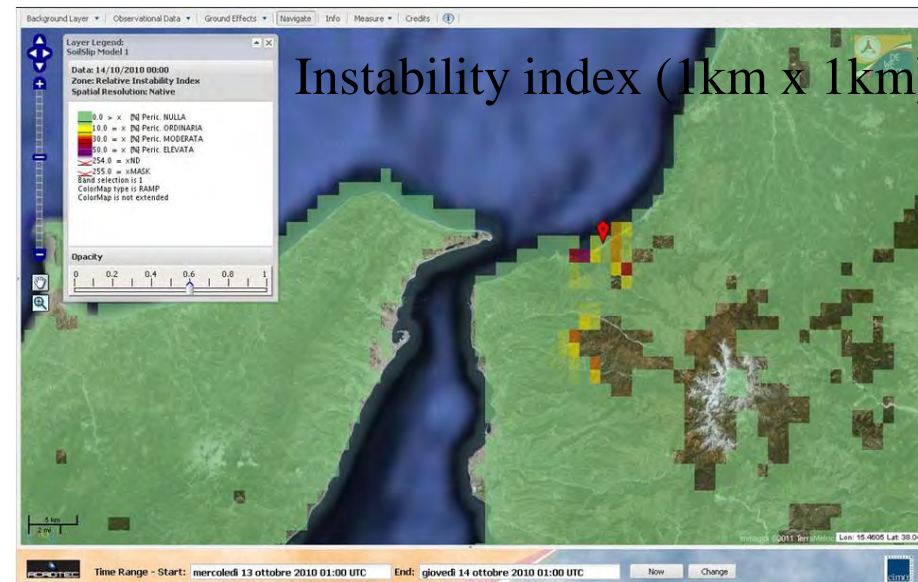 Background Layer Observational Data Ground Effects Navigate Info Measure Credits
Layer Legend:
SoilSlip Model 1
Data: 14/10/2010 00:00
Zone: Relative Instability Index
Spatial Resolution: Native
Instability index (1km x 1km)
0.0 > x [%] Peric. NULLA
10.0 = x [%] Peric. ORDINARIA
30.0 = x [%] Peric. MODERATA
50.0 = x [%] Peric. ELEVATA
254.0 = xND
255.0 = xMASK
Band selection is 1
ColorMap type is RAMP
ColorMap is not extended
Opacity
0 0.2 0.4 0.6 0.8 1
5 km
2 mi
©2011 TerraMetrics
Lon: 15.4605 Lat: 38.04
ACROTEC
Time Range - Start: mercoledì 13 ottobre 2010 01:00 UTC End: giovedì 14 ottobre 2010 01:00 UTC Now Change
cima